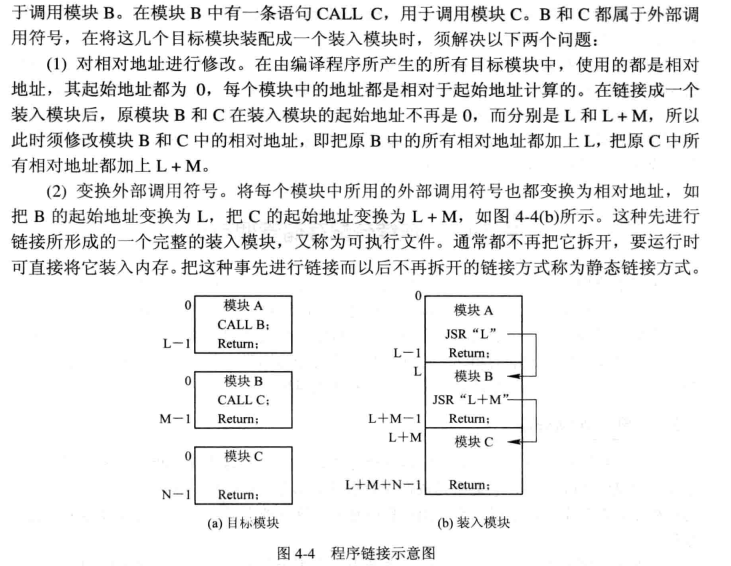 于调用模块 B。在模块 B 中有一条语句 CALL C，用于调用模块 C。B 和 C 都属于外部调
用符号，在将这几个目标模块装配成一个装入模块时，须解决以下两个问题：
(1) 对相对地址进行修改。在由编译程序所产生的所有目标模块中，使用的都是相对
地址，其起始地址都为 0，每个模块中的地址都是相对于起始地址计算的。在链接成一个
装入模块后，原模块 B 和 C 在装入模块的起始地址不再是 0，而分别是 L 和 L + M，所以
此时须修改模块 B 和 C 中的相对地址，即把原 B 中的所有相对地址都加上 L，把原 C 中所
有相对地址都加上 L + M。
(2) 变换外部调用符号。将每个模块中所用的外部调用符号也都变换为相对地址，如
把 B 的起始地址变换为 L，把 C 的起始地址变换为 L + M，如图 4-4(b)所示。这种先进行
链接所形成的一个完整的装入模块，又称为可执行文件。通常都不再把它拆开，要运行时
可直接将它装入内存。把这种事先进行链接而以后不再拆开的链接方式称为静态链接方式。
0 模块 A
CALL B；
L－1 Return；
0 模块 B
CALL C；
M－1 Return；
0 模块 C
N－1 Return；
(a) 目标模块
0 模块 A
JSR “L”
L－1 Return；
L 模块 B
JSR “L＋M”
L＋M－1 Return；
L＋M 模块 C
L＋M＋N－1 Return；
(b) 装入模块
图 4-4 程序链接示意图